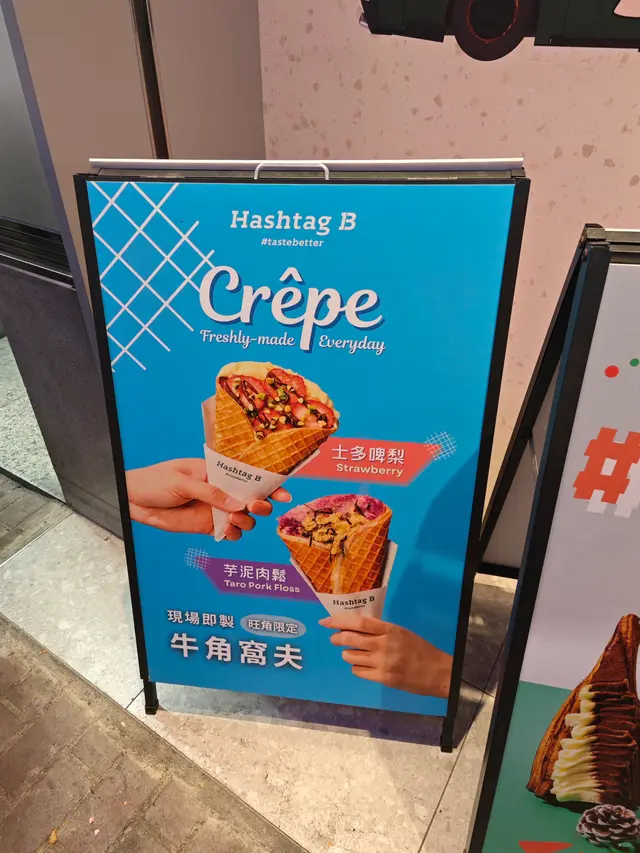 Hashtag B
#tastebetter
Crêpe
Freshly-made Everyday
士多啤梨
Strawberry
Hashtag B
芋泥肉鬆
Taro Pork Floss
Hashtag B
現場即製 旺角限定
牛角窩夫
#